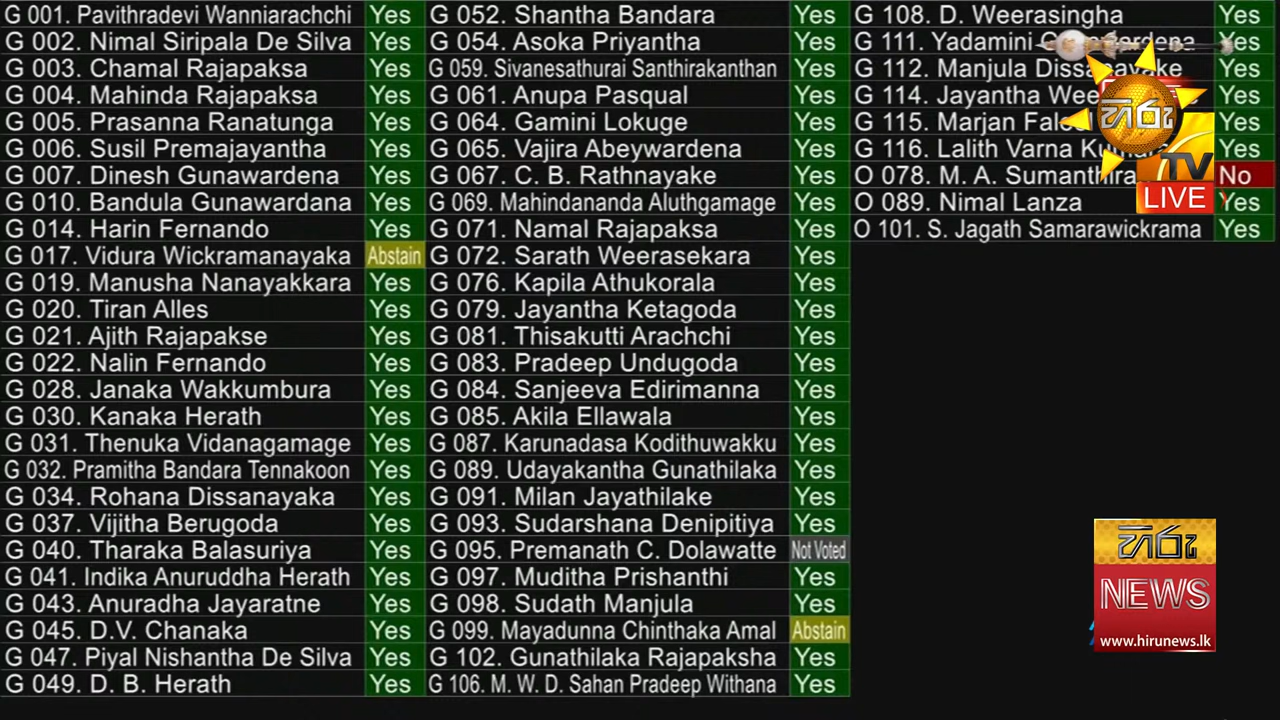 G 001. Pavithradevi Wanniarachchi Yes
G 002. Nimal Siripala De Silva Yes
G 003. Chamal Rajapaksa Yes
G 004. Mahinda Rajapaksa Yes
G 005. Prasanna Ranatunga Yes
G 006. Susil Premajayantha Yes
G 007. Dinesh Gunawardena Yes
G 010. Bandula Gunawardana Yes
G 014. Harin Fernando Yes
G 017. Vidura Wickramanayaka Abstain
G 019. Manusha Nanayakkara Yes
G 020. Tiran Alles Yes
G 021. Ajith Rajapakse Yes
G 022. Nalin Fernando Yes
G 028. Janaka Wakkumbura Yes
G 030. Kanaka Herath Yes
G 031. Thenuka Vidanagamage Yes
G 032. Pramitha Bandara Tennakoon Yes
G 034. Rohana Dissanayaka Yes
G 037. Vijitha Berugoda Yes
G 040. Tharaka Balasuriya Yes
G 041. Indika Anuruddha Herath Yes
G 043. Anuradha Jayaratne Yes
G 045. D.V. Chanaka Yes
G 047. Piyal Nishantha De Silva Yes
G 049. D. B. Herath Yes
G 052. Shantha Bandara Yes
G 054. Asoka Priyantha Yes
G 059. Sivanesathurai Santhirakanthan Yes
G 061. Anupa Pasqual Yes
G 064. Gamini Lokuge Yes
G 065. Vajira Abeywardena Yes
G 067. C. B. Rathnayake Yes
G 069. Mahindananda Aluthgamage Yes
G 071. Namal Rajapaksa Yes
G 072. Sarath Weerasekara Yes
G 076. Kapila Athukorala Yes
G 079. Jayantha Ketagoda Yes
G 081. Thisakutti Arachchi Yes
G 083. Pradeep Undugoda Yes
G 084. Sanjeeva Edirimanna Yes
G 085. Akila Ellawala Yes
G 087. Karunadasa Kodithuwakku Yes
G 089. Udayakantha Gunathilaka Yes
G 091. Milan Jayathilake Yes
G 093. Sudarshana Denipitiya Yes
G 095. Premanath C. Dolawatte Not Voted
G 097. Muditha Prishanthi Yes
G 098. Sudath Manjula Yes
G 099. Mayadunna Chinthaka Amal Abstain
G 102. Gunathilaka Rajapaksha Yes
G 106. M. W. D. Sahan Pradeep Withana Yes
G 108. D. Weerasingha Yes
G 111. Yadamini Yes
G 112. Manjula Dissanayake Yes
G 114. Jayantha Yes
G 115. Marjan Yes
G 116. Lalith Varna Yes
O 078. M. A. No
O 089. Nimal Lanza Yes
O 101. S. Jagath Samarawickrama Yes
හිරු
TV
LIVE
හිරු
NEWS
www.hirunews.lk